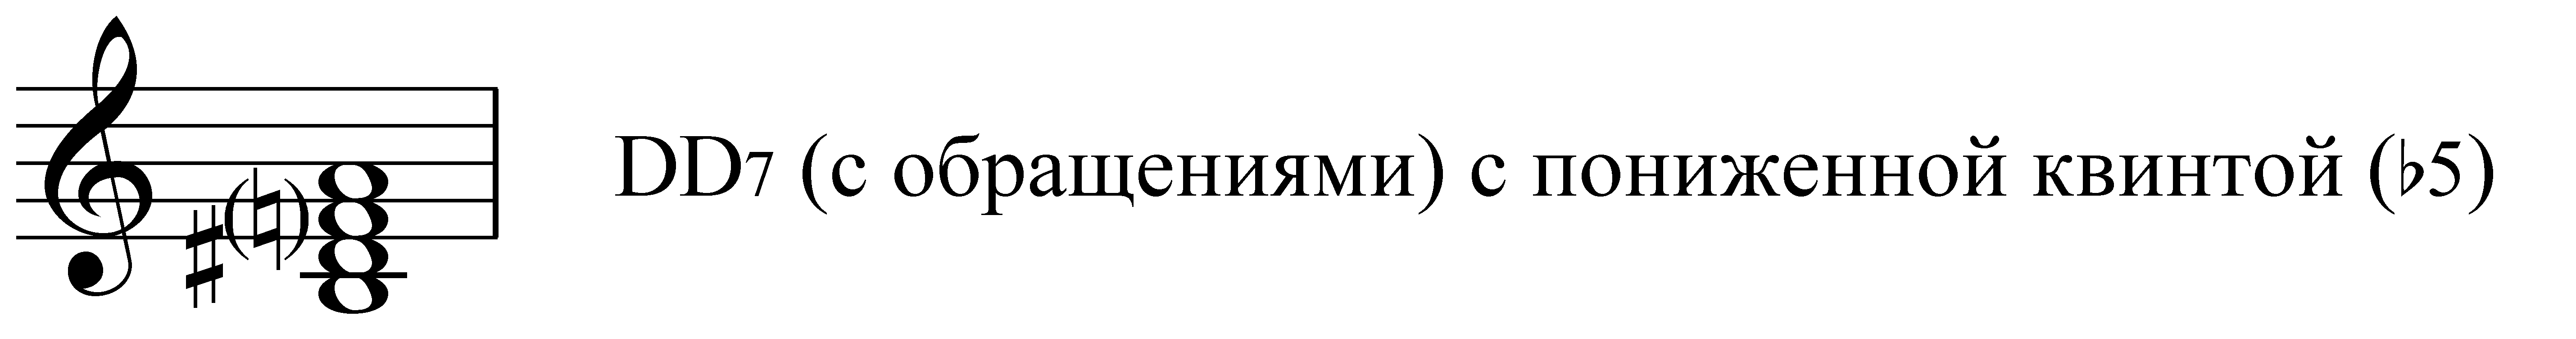 DD7 (с обращениями) с пониженной квинтой (♭5)